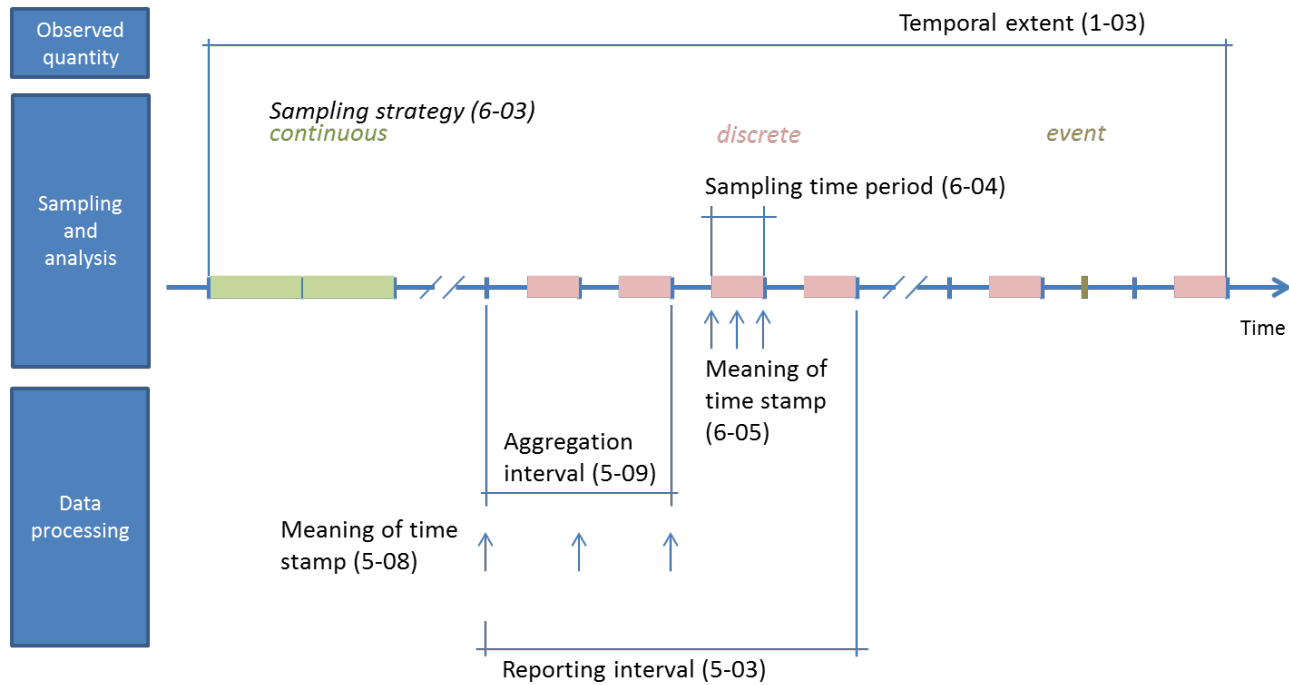 Observed
quantity
Temporal extent (1-03)
Sampling
and
analysis
Sampling strategy (6-03)
continuous
discrete
event
Sampling time period (6-04)
Time
Meaning of
time stamp
(6-05)
Data
processing
Aggregation
interval (5-09)
Meaning of time
stamp (5-08)
Reporting interval (5-03)